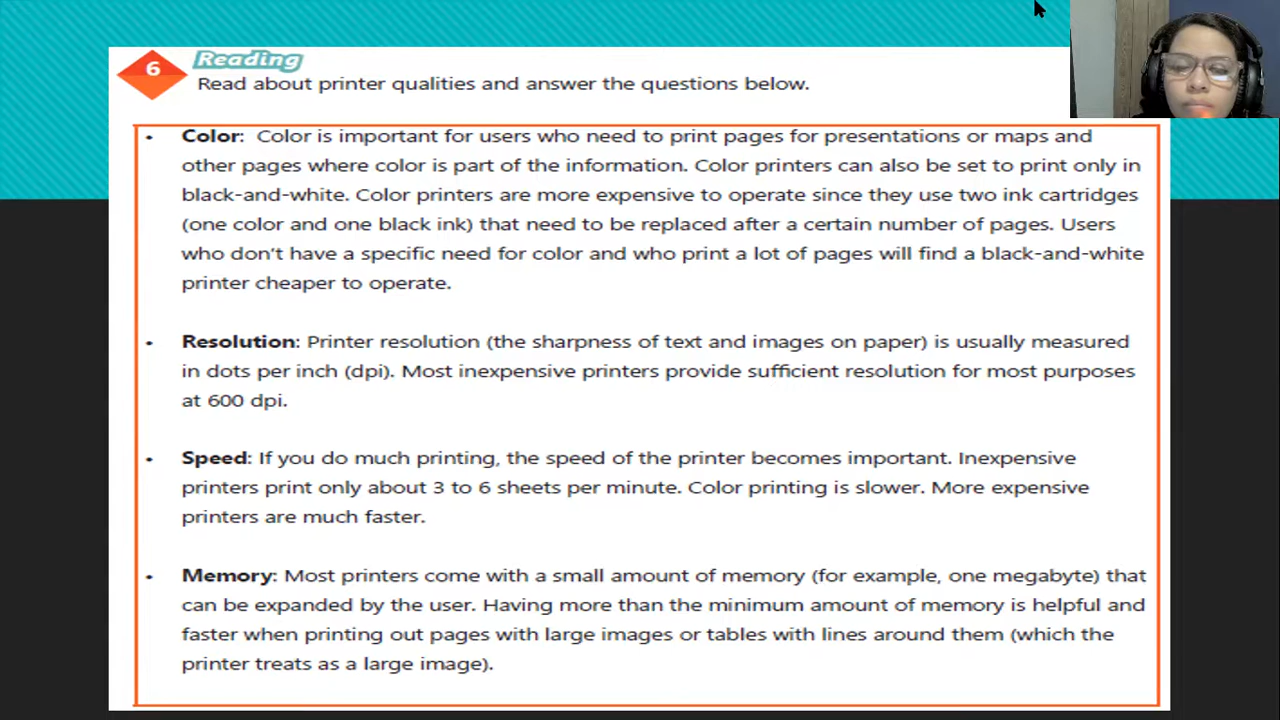 6
Reading
Read about printer qualities and answer the questions below.
• Color: Color is important for users who need to print pages for presentations or maps and
other pages where color is part of the information. Color printers can also be set to print only in
black-and-white. Color printers are more expensive to operate since they use two ink cartridges
(one color and one black ink) that need to be replaced after a certain number of pages. Users
who don't have a specific need for color and who print a lot of pages will find a black-and-white
printer cheaper to operate.
• Resolution: Printer resolution (the sharpness of text and images on paper) is usually measured
in dots per inch (dpi). Most inexpensive printers provide sufficient resolution for most purposes
at 600 dpi.
• Speed: If you do much printing, the speed of the printer becomes important. Inexpensive
printers print only about 3 to 6 sheets per minute. Color printing is slower. More expensive
printers are much faster.
• Memory: Most printers come with a small amount of memory (for example, one megabyte) that
can be expanded by the user. Having more than the minimum amount of memory is helpful and
faster when printing out pages with large images or tables with lines around them (which the
printer treats as a large image).